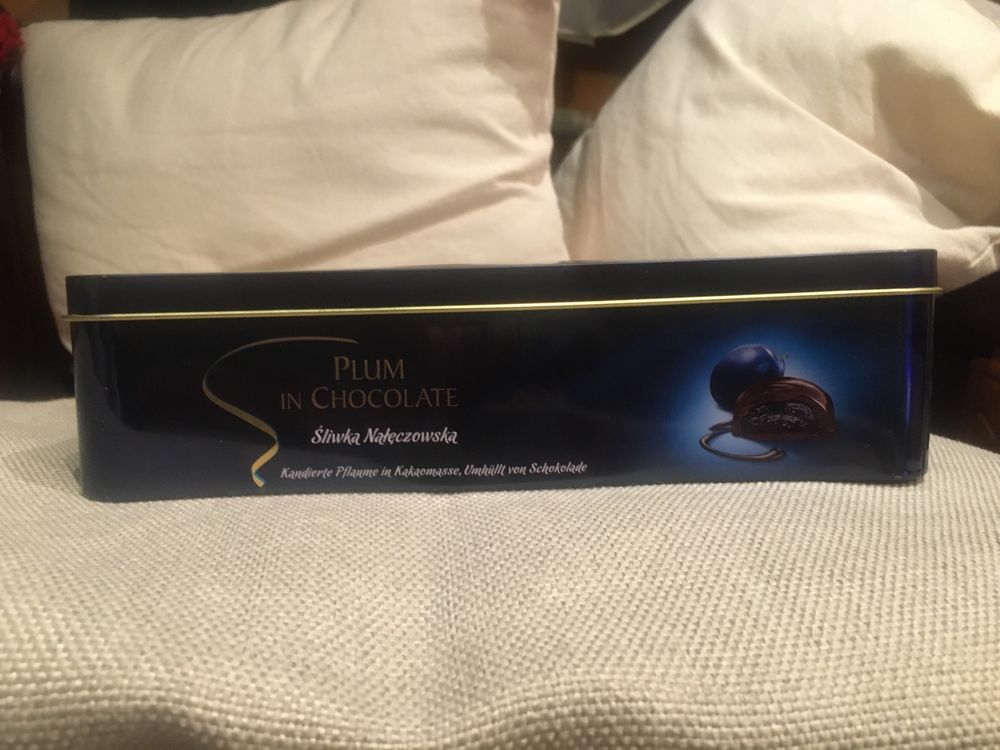 PLUM
IN CHOCOLATE
Śliwka Nałęczowska
Kandierte Pflaume in Kakaomasse, Umhüllt von Schokolade